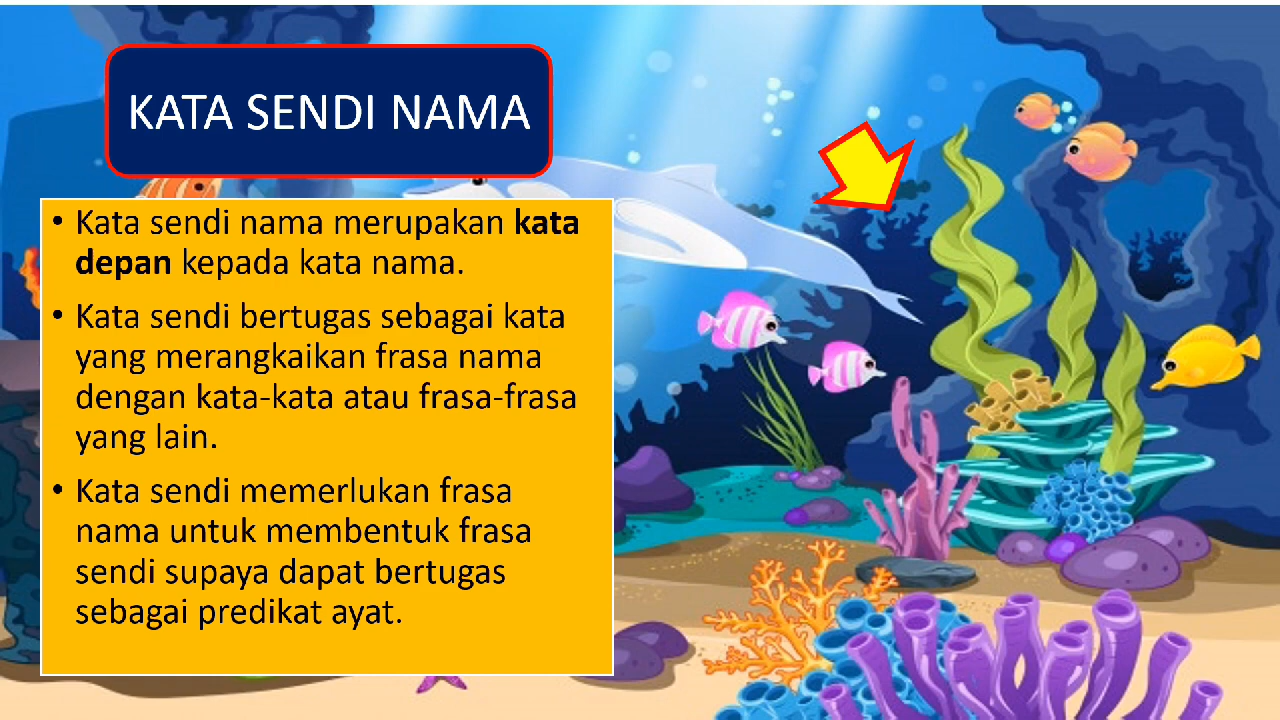 KATA SENDI NAMA
• Kata sendi nama merupakan kata
depan kepada kata nama.
• Kata sendi bertugas sebagai kata
yang merangkaikan frasa nama
dengan kata-kata atau frasa-frasa
yang lain.
• Kata sendi memerlukan frasa
nama untuk membentuk frasa
sendi supaya dapat bertugas
sebagai predikat ayat.